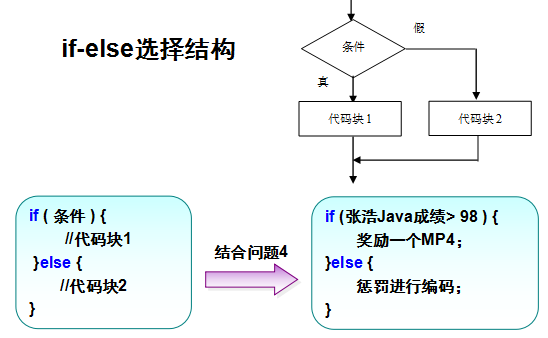 if-else选择结构
条件
假
真
代码块1
代码块2
if ( 条件 ) {
//代码块1
}else {
//代码块2
}
结合问题4
if (张浩Java成绩> 98 ) {
奖励一个MP4；
}else {
惩罚进行编码；
}